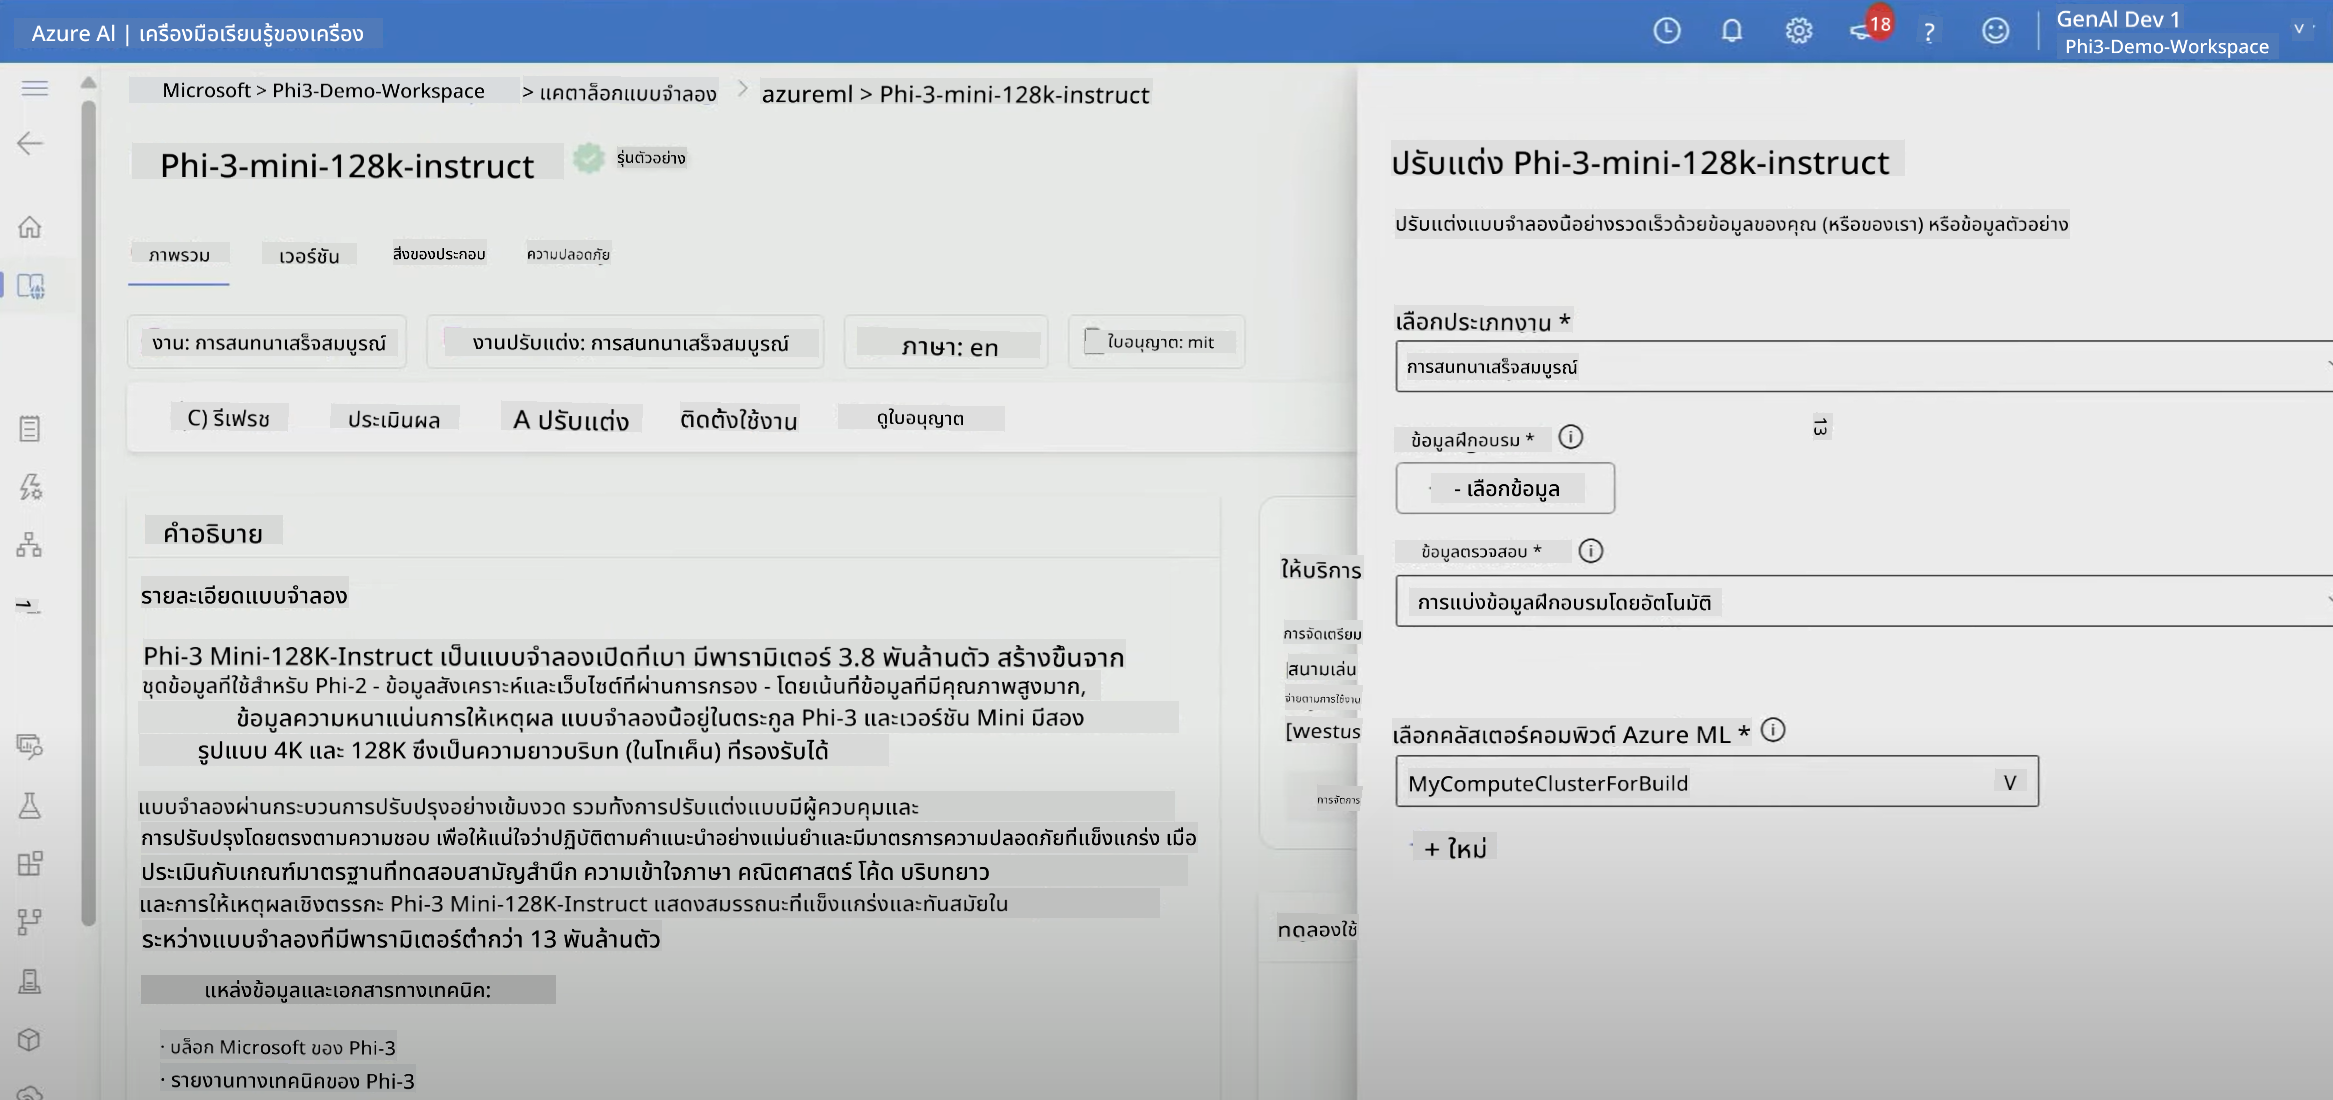 Azure AI | เครื่องมือเรียนรู้ของเครื่อง
18
?
GenAI Dev 1
Phi3-Demo-Workspace
Microsoft > Phi3-Demo-Workspace > แคตาล็อกแบบจำลอง > azureml > Phi-3-mini-128k-instruct
Phi-3-mini-128k-instruct
รุ่นตัวอย่าง
ภาพรวม
เวอร์ชัน
สิ่งของประกอบ
ความปลอดภัย
งาน: การสนทนาเสร็จสมบูรณ์
งานปรับแต่ง: การสนทนาเสร็จสมบูรณ์
ภาษา: en
ใบอนุญาต: mit
C) รีเฟรช
ประเมินผล
A ปรับแต่ง
ติดตั้งใช้งาน
ดูใบอนุญาต
คำอธิบาย
รายละเอียดแบบจำลอง
Phi-3 Mini-128K-Instruct เป็นแบบจำลองเปิดที่เบา มีพารามิเตอร์ 3.8 พันล้านตัว สร้างขึ้นจาก
ชุดข้อมูลที่ใช้สำหรับ Phi-2 - ข้อมูลสังเคราะห์และเว็บไซต์ที่ผ่านการกรอง - โดยเน้นที่ข้อมูลที่มีคุณภาพสูงมาก,
ข้อมูลความหนาแน่นการให้เหตุผล แบบจำลองนี้อยู่ในตระกูล Phi-3 และเวอร์ชัน Mini มีสอง
รูปแบบ 4K และ 128K ซึ่งเป็นความยาวบริบท (ในโทเค็น) ที่รองรับได้
แบบจำลองผ่านกระบวนการปรับปรุงอย่างเข้มงวด รวมทั้งการปรับแต่งแบบมีผู้ควบคุมและ
การปรับปรุงโดยตรงตามความชอบ เพื่อให้แน่ใจว่าปฏิบัติตามคำแนะนำอย่างแม่นยำและมีมาตรการความปลอดภัยที่แข็งแกร่ง เมื่อ
ประเมินกับเกณฑ์มาตรฐานที่ทดสอบสามัญสำนึก ความเข้าใจภาษา คณิตศาสตร์ โค้ด บริบทยาว
และการให้เหตุผลเชิงตรรกะ Phi-3 Mini-128K-Instruct แสดงสมรรถนะที่แข็งแกร่งและทันสมัยใน
ระหว่างแบบจำลองที่มีพารามิเตอร์ต่ำกว่า 13 พันล้านตัว
แหล่งข้อมูลและเอกสารทางเทคนิค:
· บล็อก Microsoft ของ Phi-3
· รายงานทางเทคนิคของ Phi-3
ให้บริการ
การจัดเตรียม
สนามเล่น
จ่ายตามการใช้งาน
[westus
การจัดการ
ทดลองใช้
ปรับแต่ง Phi-3-mini-128k-instruct
ปรับแต่งแบบจำลองนี้อย่างรวดเร็วด้วยข้อมูลของคุณ (หรือของเรา) หรือข้อมูลตัวอย่าง
เลือกประเภทงาน *
การสนทนาเสร็จสมบูรณ์
13
ข้อมูลฝึกอบรม *
- เลือกข้อมูล
ข้อมูลตรวจสอบ *
การแบ่งข้อมูลฝึกอบรมโดยอัตโนมัติ
เลือกคลัสเตอร์คอมพิวต์ Azure ML *
MyComputeClusterForBuild V
+ ใหม่